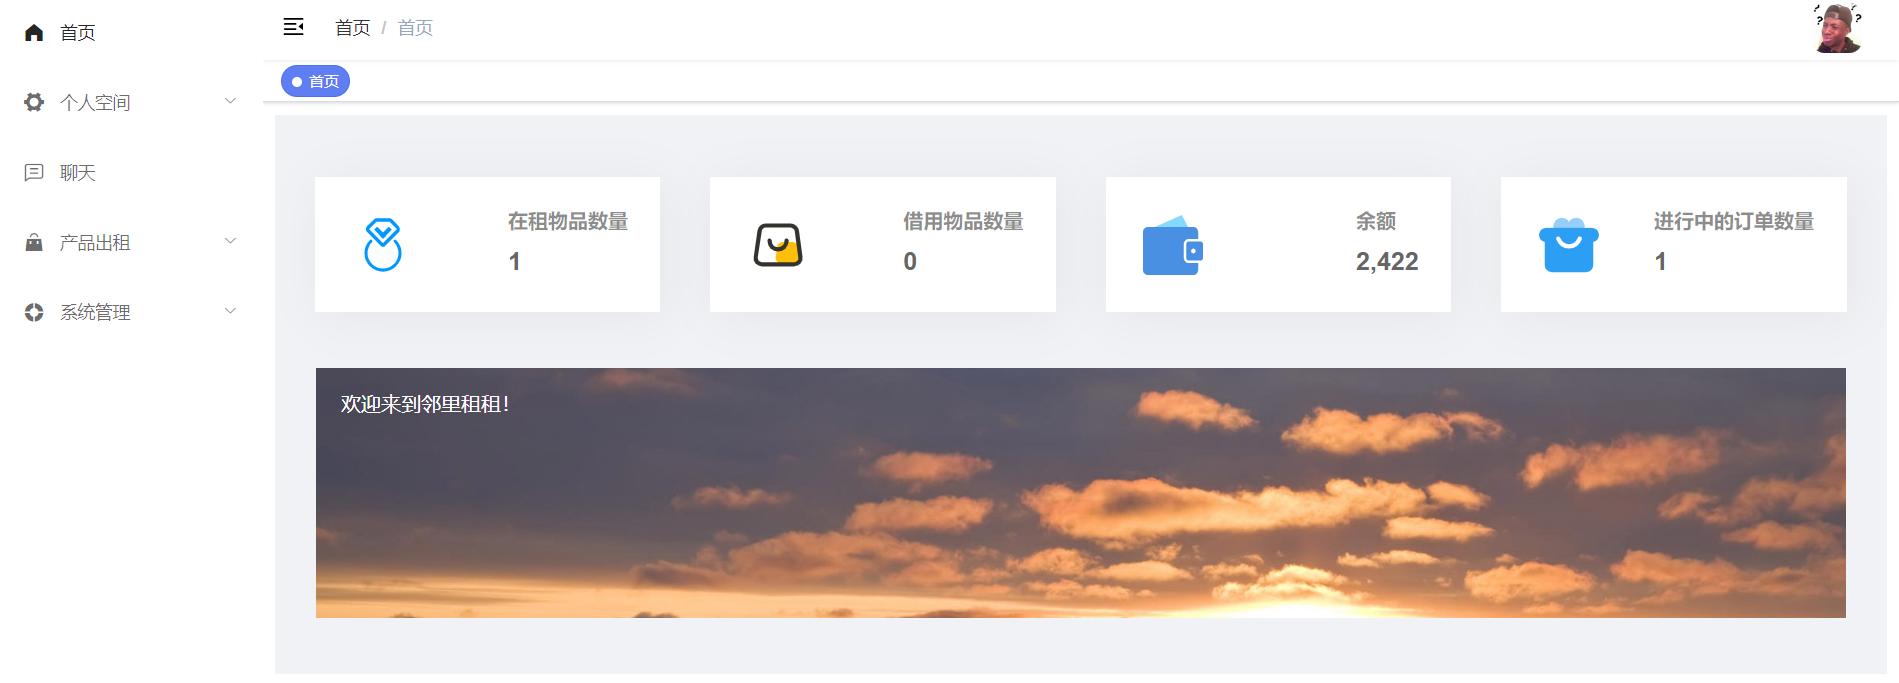 首页
个人空间
聊天
产品出租
系统管理
首页 / 首页
首页
在租物品数量
1
借用物品数量
0
余额
2,422
进行中的订单数量
1
欢迎来到邻里租租！